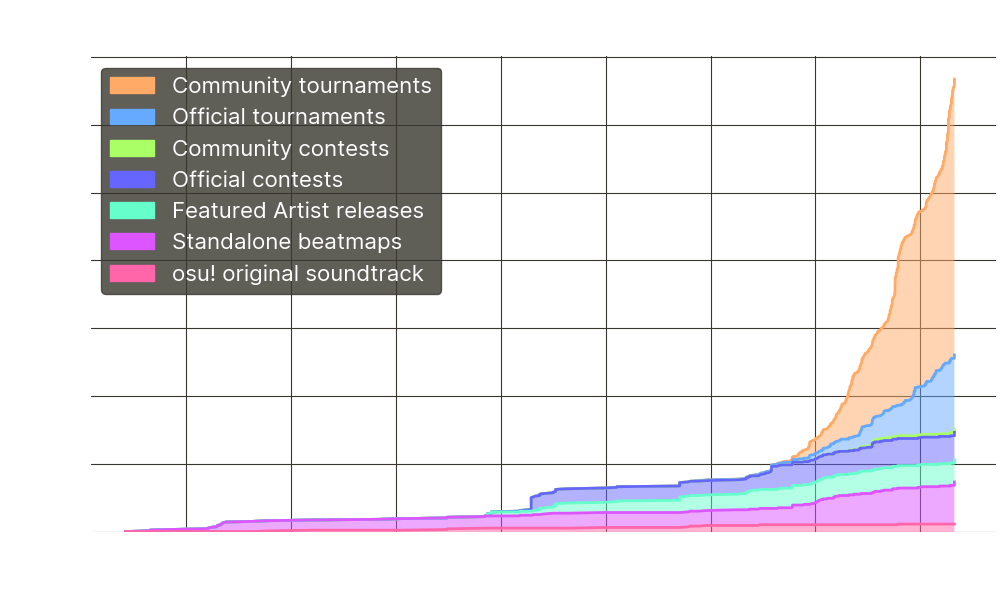 Community tournaments
Official tournaments
Community contests
Official contests
Featured Artist releases
Standalone beatmaps
osu! original soundtrack